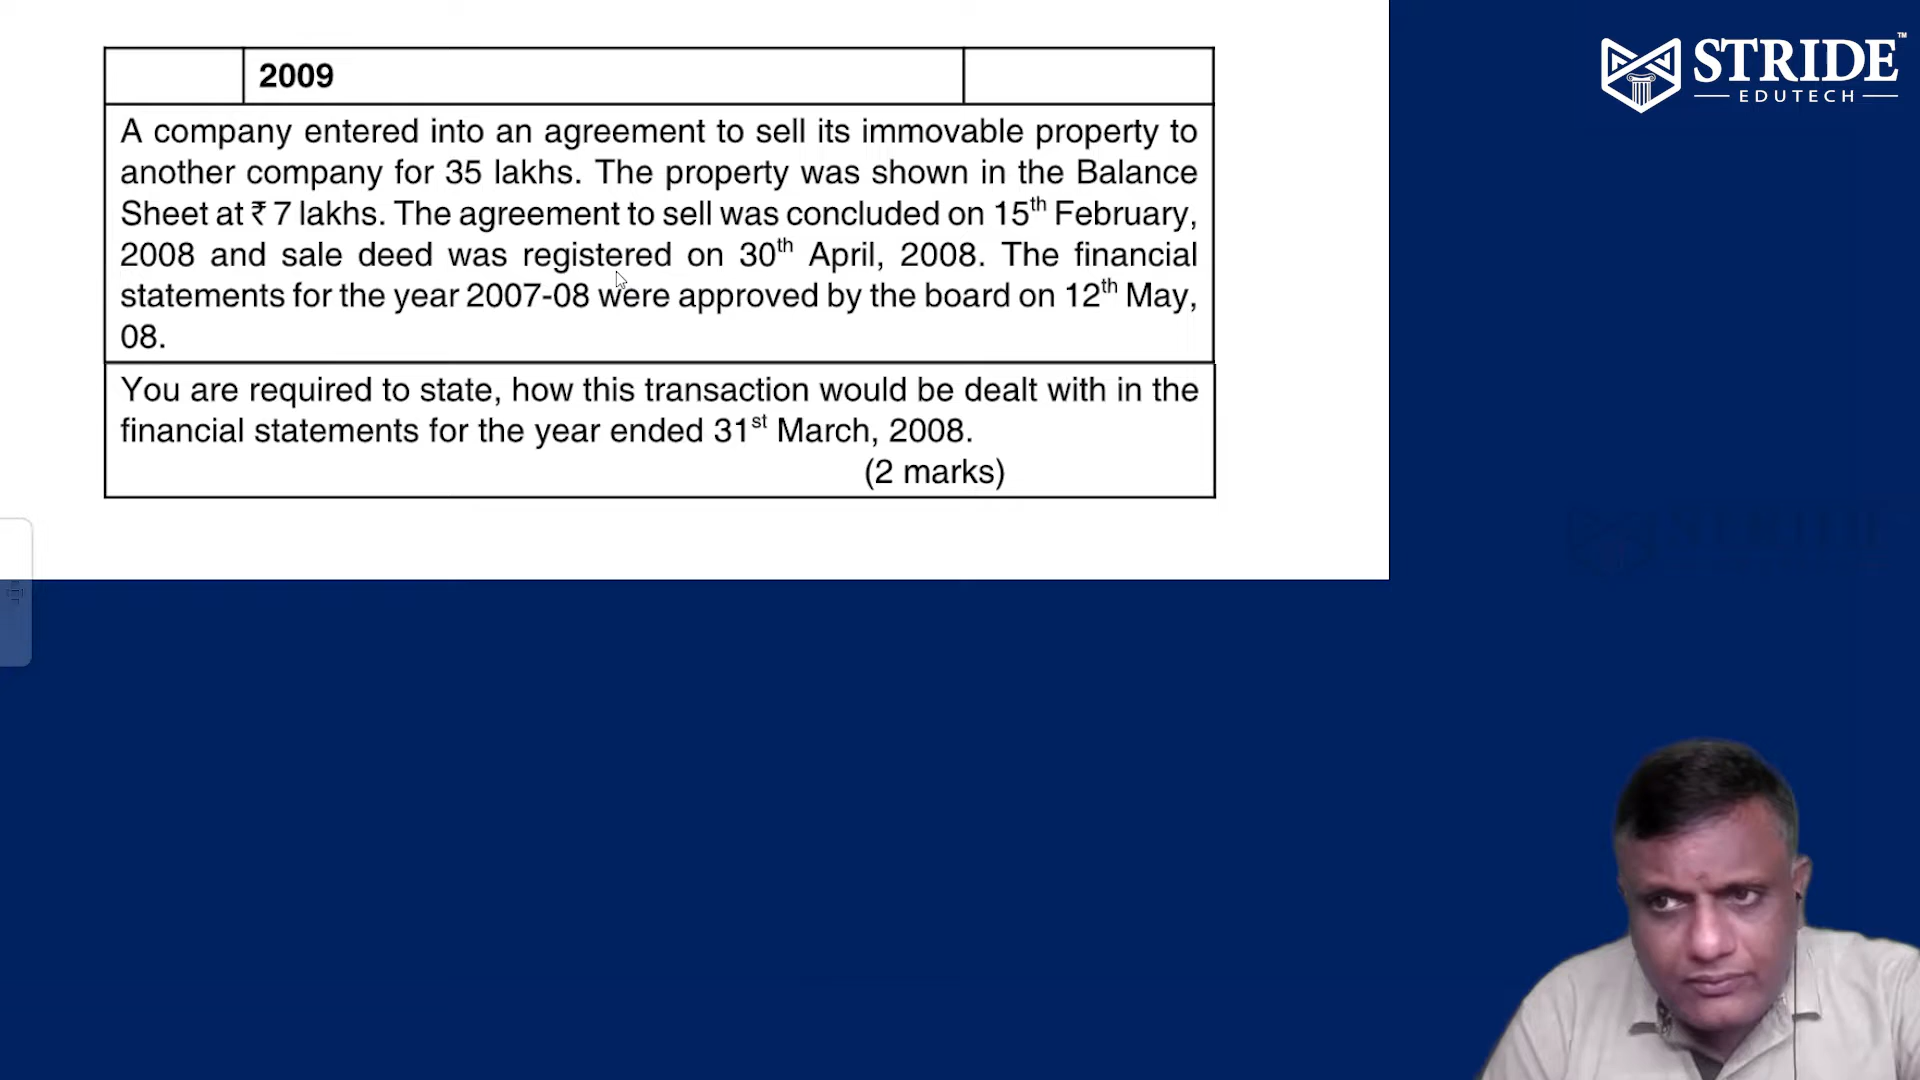 STRIDE™
EDUTECH
2009
A company entered into an agreement to sell its immovable property to
another company for 35 lakhs. The property was shown in the Balance
Sheet at ₹ 7 lakhs. The agreement to sell was concluded on 15th February,
2008 and sale deed was registered on 30th April, 2008. The financial
statements for the year 2007-08 were approved by the board on 12th May,
08.
You are required to state, how this transaction would be dealt with in the
financial statements for the year ended 31st March, 2008.
(2 marks)
STRIDE